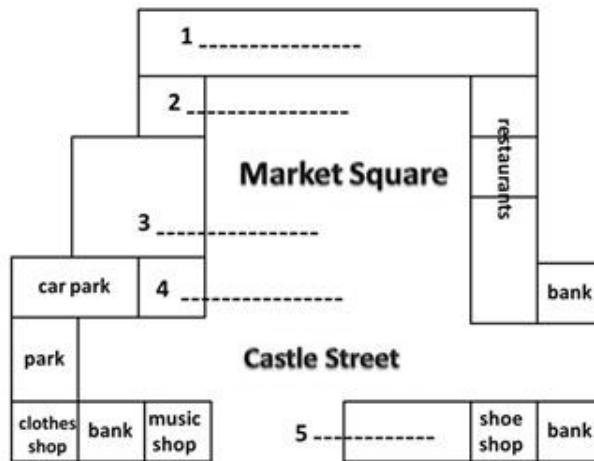 1 --------------------
2 --------------------
restaurants
Market Square
3 --------------------
car park
4 --------------------
bank
park
Castle Street
clothes
shop
bank
music
shop
5 ---------------
shoe
shop
bank